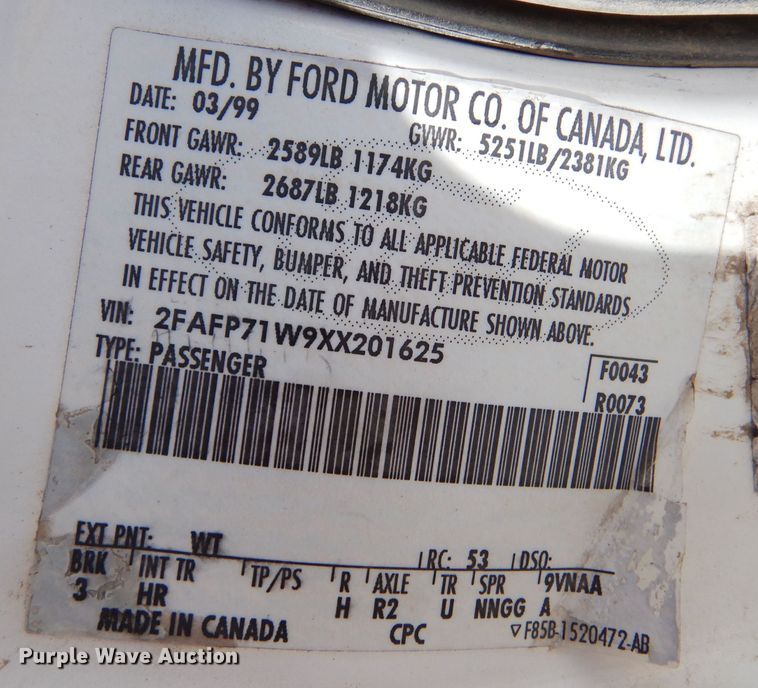 MFD. BY FORD MOTOR CO. OF CANADA, LTD.
DATE: 03/99
GVWR: 5251LB/2381KG
FRONT GAWR: 2589LB 1174KG
REAR GAWR: 2687LB 1218KG
THIS VEHICLE CONFORMS TO ALL APPLICABLE FEDERAL MOTOR
VEHICLE SAFETY, BUMPER, AND THEFT PREVENTION STANDARDS
IN EFFECT ON THE DATE OF MANUFACTURE SHOWN ABOVE.
VIN: 2FAFP71W9XX201625
TYPE: PASSENGER
F0043
R0073
EXT PNT: WT RC: 53 DSO:
BRK INT TR TP/PS R AXLE TR SPR 9VNAA
3 HR H R2 U NNGG A
MADE IN CANADA CPC ▽F85B-1520472-AB
Purple Wave Auction